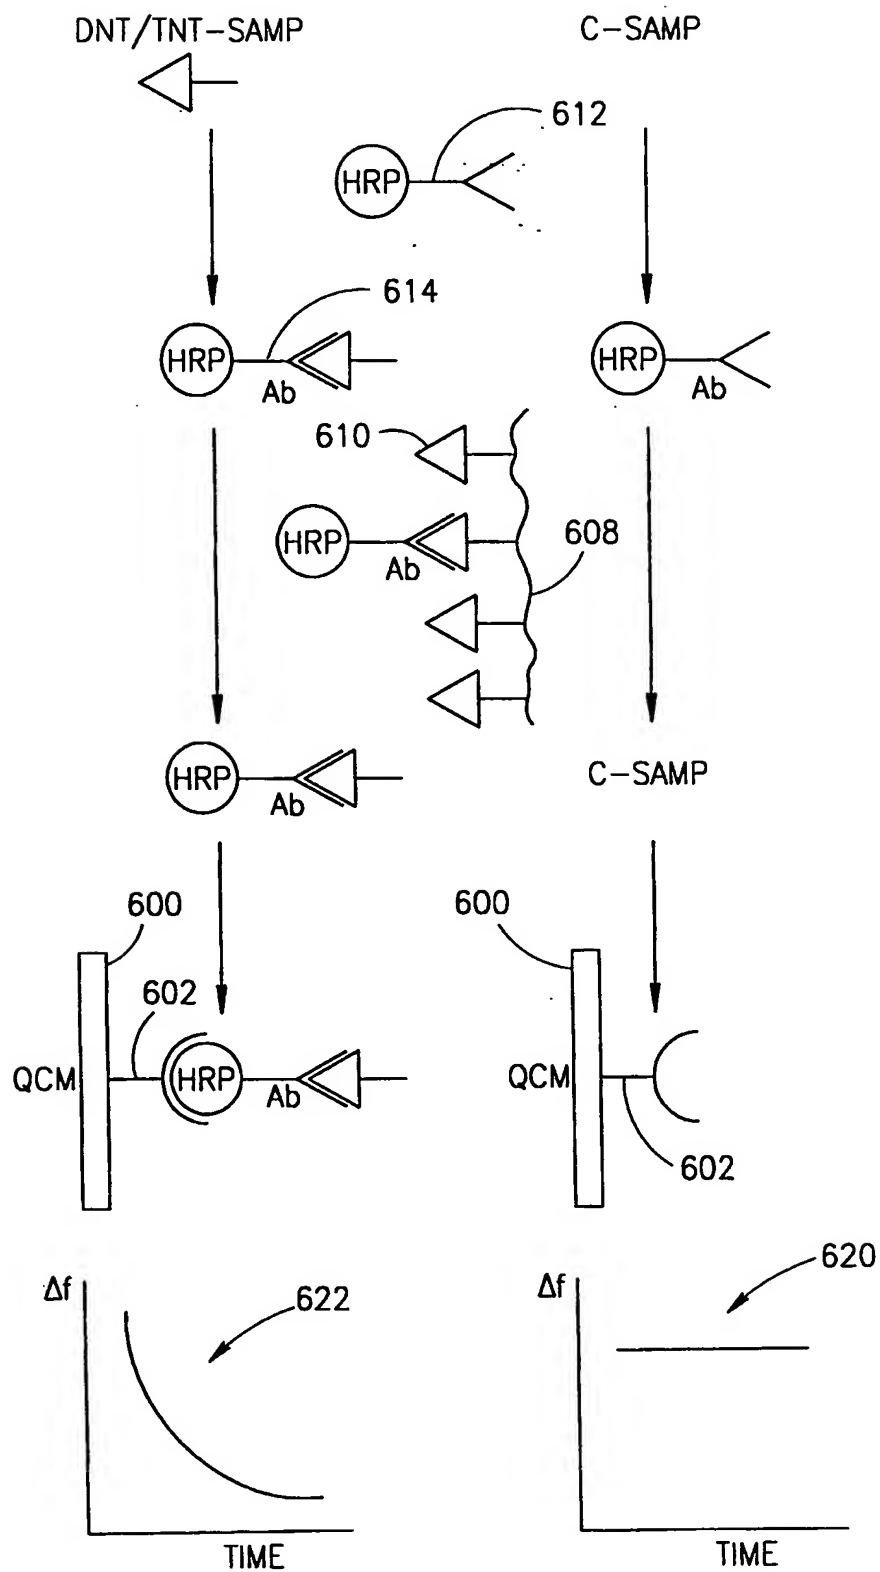 DNT/TNT-SAMP
C-SAMP
612
HRP
614
HRP
Ab
HRP
Ab
610
HRP
Ab
608
HRP
Ab
C-SAMP
600
600
602
QCM
HRP
Ab
QCM
602
Δf
622
TIME
Δf
620
TIME